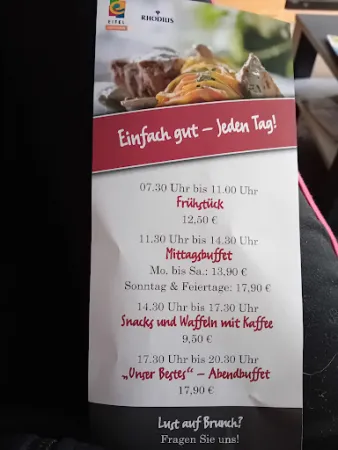 EIFEL
RHODIUS
Einfach gut – Jeden Tag!
07.30 Uhr bis 11.00 Uhr
Frühstück
12,50 €
11.30 Uhr bis 14.30 Uhr
Mittagsbuffet
Mo. bis Sa.: 13,90 €
Sonntag & Feiertage: 17,90 €
14.30 Uhr bis 17.30 Uhr
Snacks und Waffeln mit Kaffee
9,50 €
17.30 Uhr bis 20.30 Uhr
„Unser Bestes“ – Abendbuffet
17,90 €
Lust auf Brunch?
Fragen Sie uns!